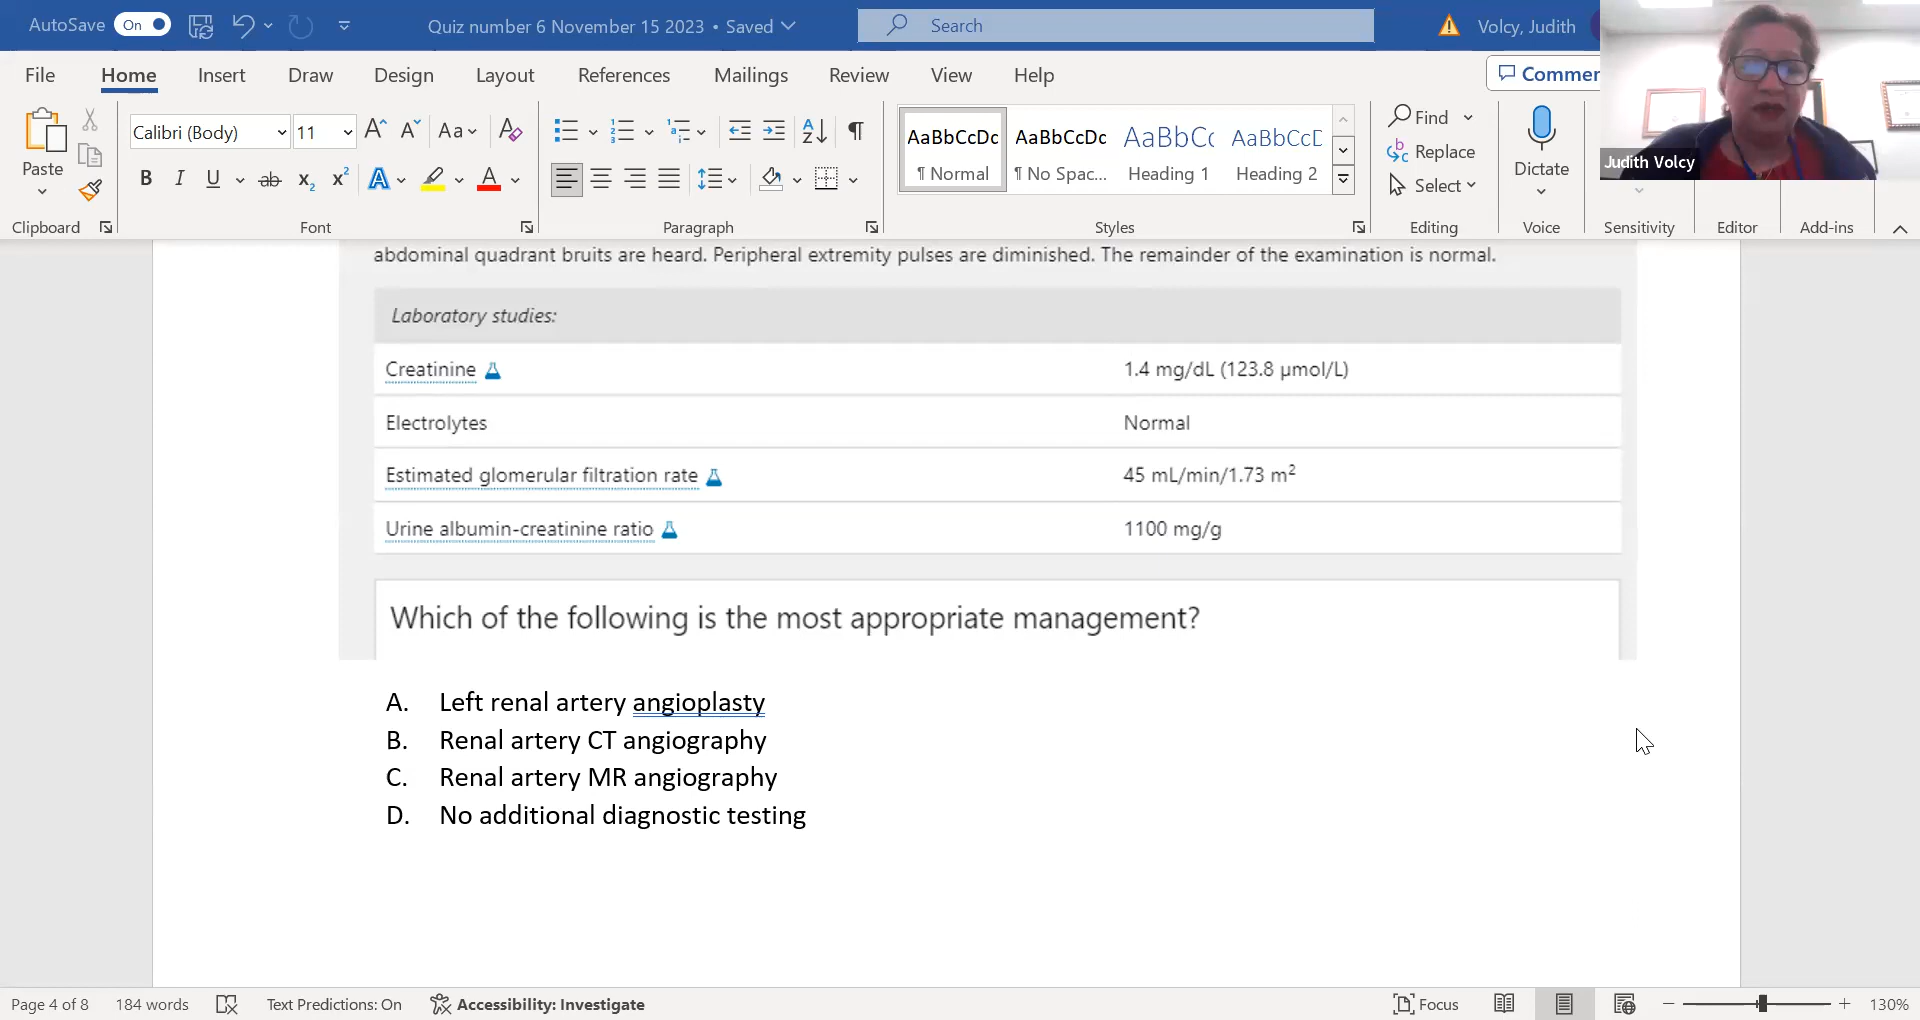 AutoSave On Quiz number 6 November 15 2023 • Saved Search Volcy, Judith
File Home Insert Draw Design Layout References Mailings Review View Help Commen
Paste
Calibri (Body) 11 Aa
B I U ab x₂ x² A A
AaBbCcDc AaBbCcDc AaBbCc AaBbCcD
¶ Normal ¶ No Spac... Heading 1 Heading 2
Find
Replace
Select
Dictate
Judith Volcy
Clipboard Font Paragraph Styles Editing Voice Sensitivity Editor Add-ins
abdominal quadrant bruits are heard. Peripheral extremity pulses are diminished. The remainder of the examination is normal.
Laboratory studies:
Creatinine 1.4 mg/dL (123.8 µmol/L)
Electrolytes Normal
Estimated glomerular filtration rate 45 mL/min/1.73 m²
Urine albumin-creatinine ratio 1100 mg/g
Which of the following is the most appropriate management?
A. Left renal artery angioplasty
B. Renal artery CT angiography
C. Renal artery MR angiography
D. No additional diagnostic testing
Page 4 of 8 184 words Text Predictions: On Accessibility: Investigate Focus 130%